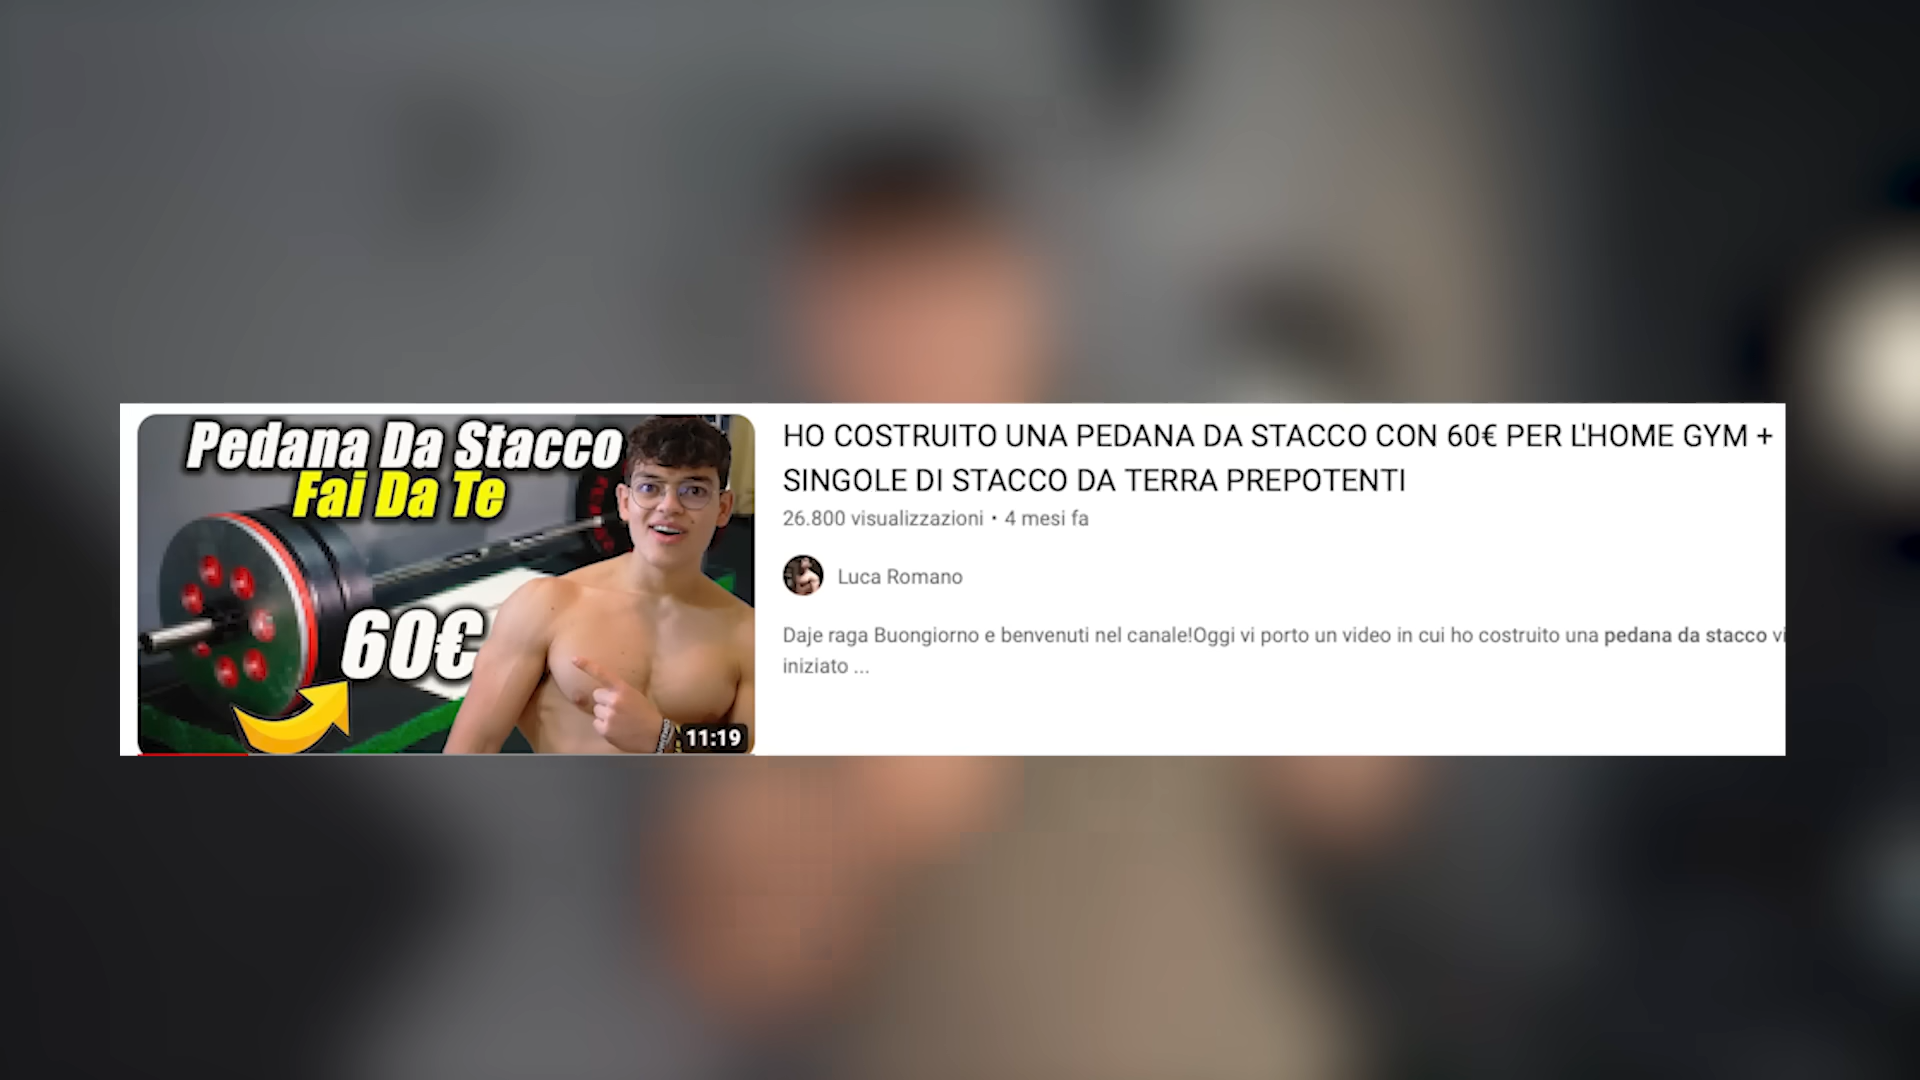 Pedana Da Stacco
Fai Da Te
60€
11:19
HO COSTRUITO UNA PEDANA DA STACCO CON 60€ PER L'HOME GYM +
SINGOLE DI STACCO DA TERRA PREPOTENTI
26.800 visualizzazioni • 4 mesi fa
Luca Romano
Daje raga Buongiorno e benvenuti nel canale!Oggi vi porto un video in cui ho costruito una pedana da stacco vi
iniziato ...